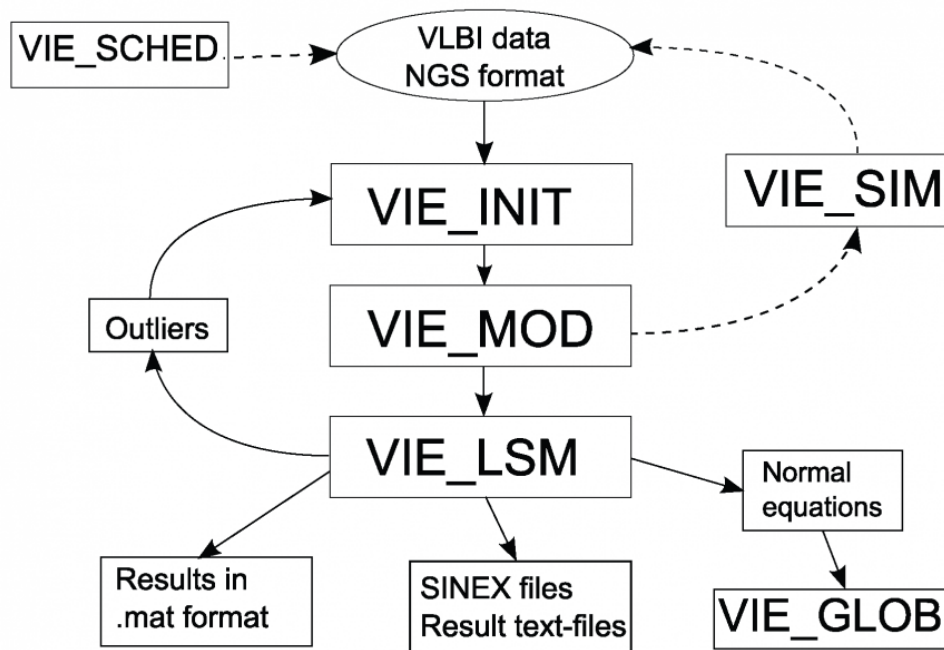 VIE_SCHED
VLBI data
NGS format
VIE_INIT
VIE_SIM
Outliers
VIE_MOD
VIE_LSM
Normal
equations
Results in
.mat format
SINEX files
Result text-files
VIE_GLOB